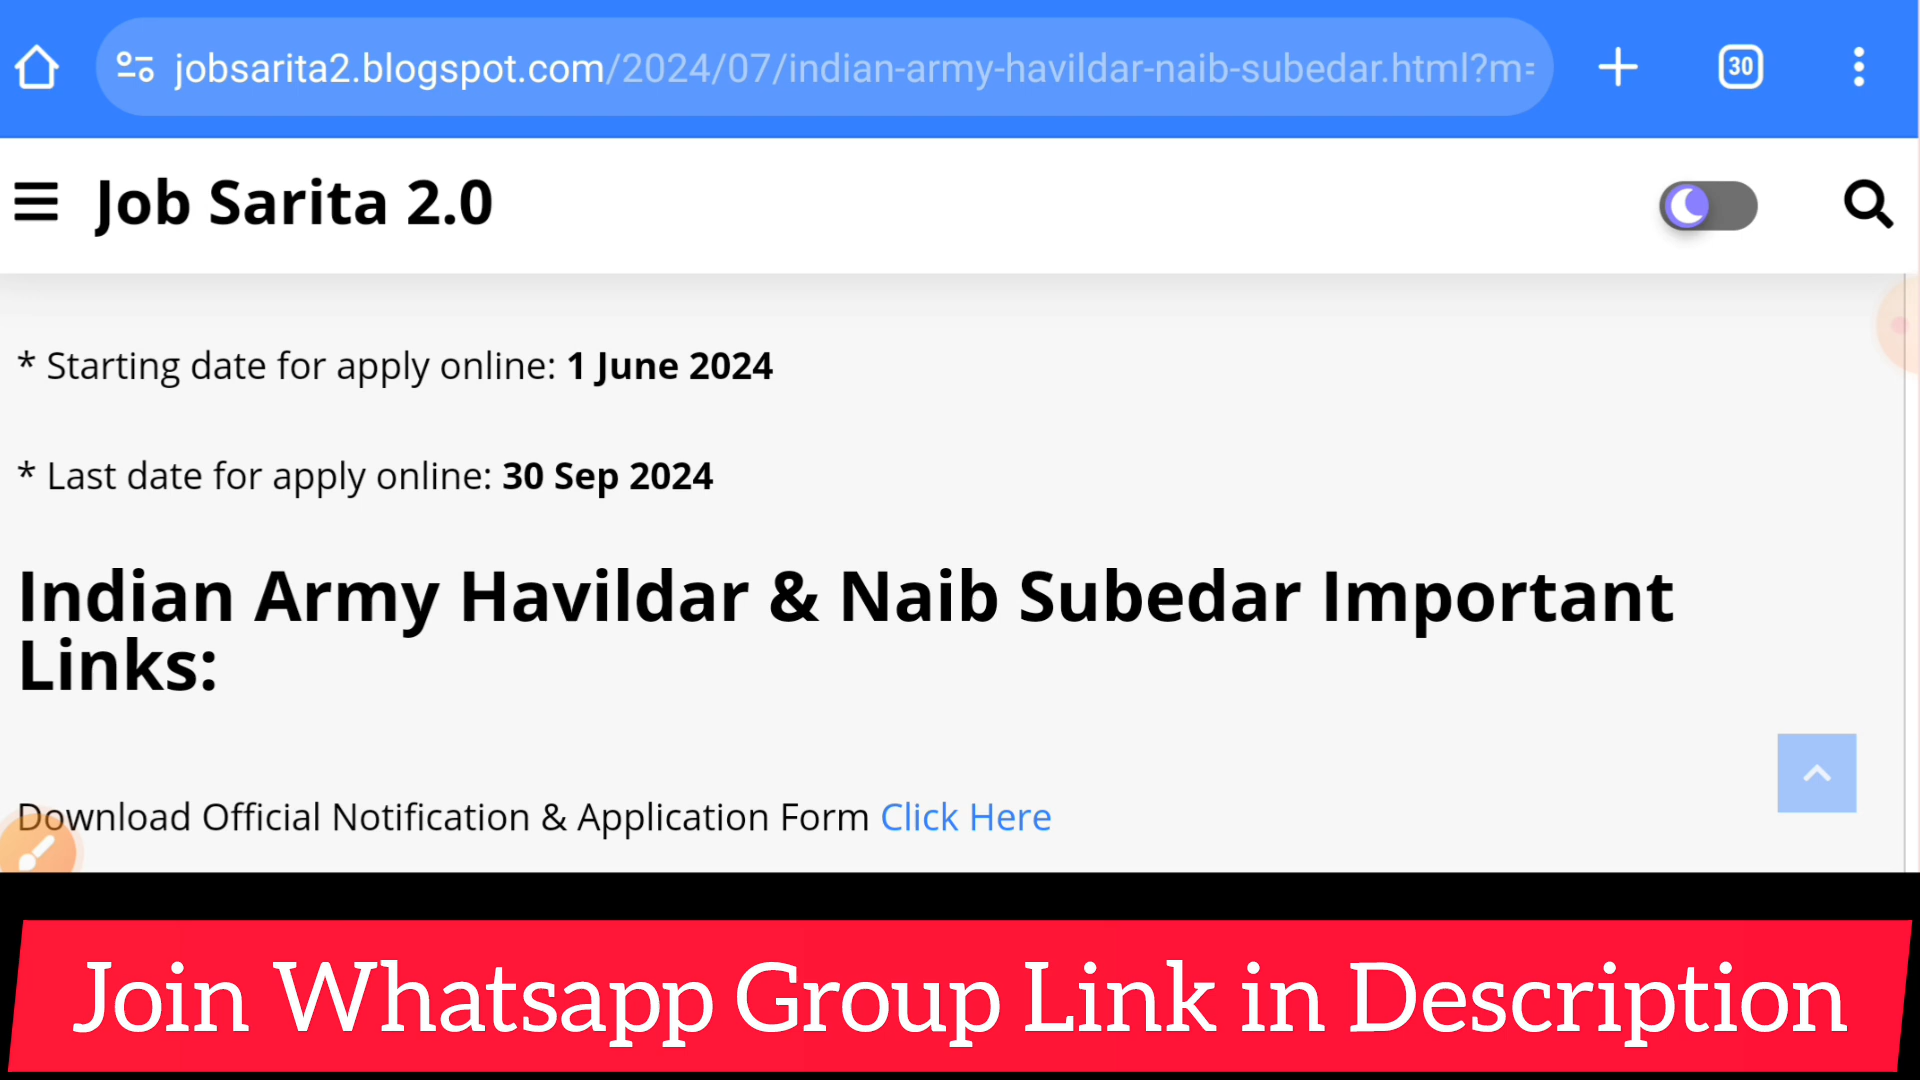 jobsarita2.blogspot.com/2024/07/indian-army-havildar-naib-subedar.html?m=
30
Job Sarita 2.0
* Starting date for apply online: 1 June 2024
* Last date for apply online: 30 Sep 2024
Indian Army Havildar & Naib Subedar Important
Links:
Download Official Notification & Application Form Click Here
Join Whatsapp Group Link in Description